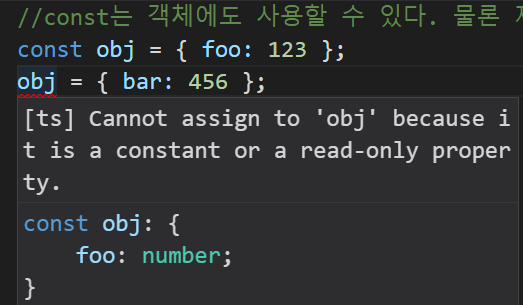 //const는 객체에도 사용할 수 있다. 물론
const obj = { foo: 123 };
obj = { bar: 456 };
[ts] Cannot assign to 'obj' because i
t is a constant or a read-only proper
ty.
const obj: {
    foo: number;
}